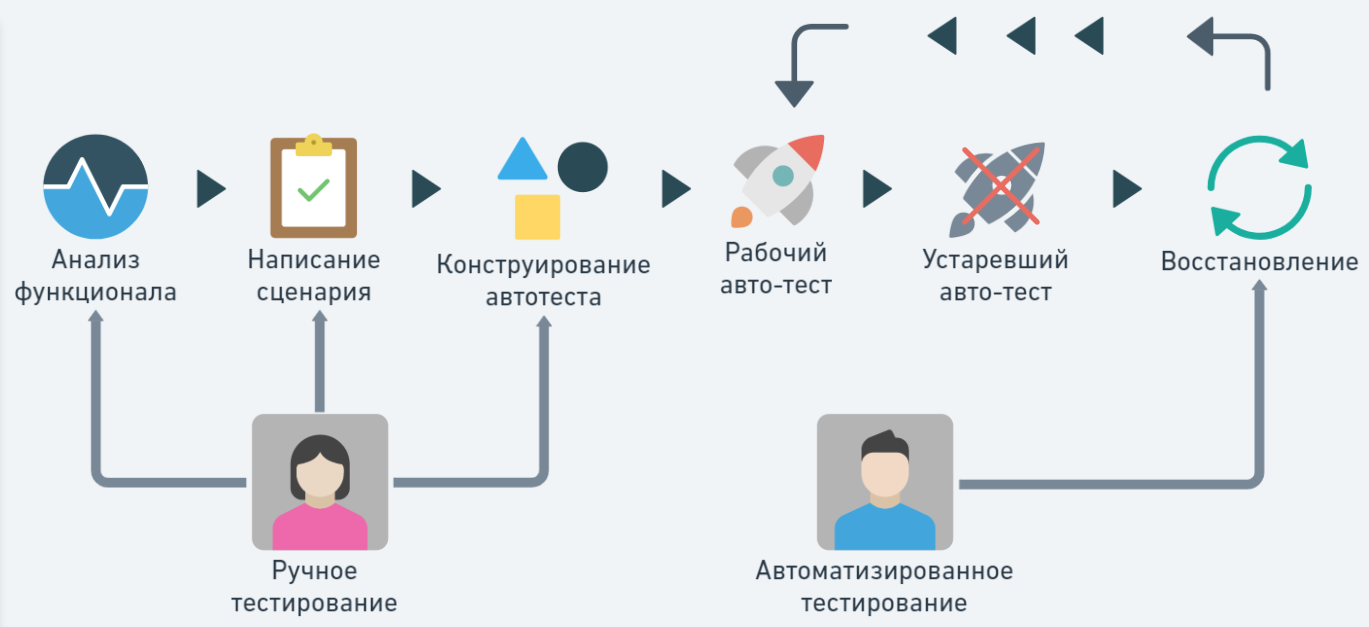 Анализ
функционала
Написание
сценария
Конструирование
автотеста
Рабочий
авто-тест
Устаревший
авто-тест
Восстановление
Ручное
тестирование
Автоматизированное
тестирование